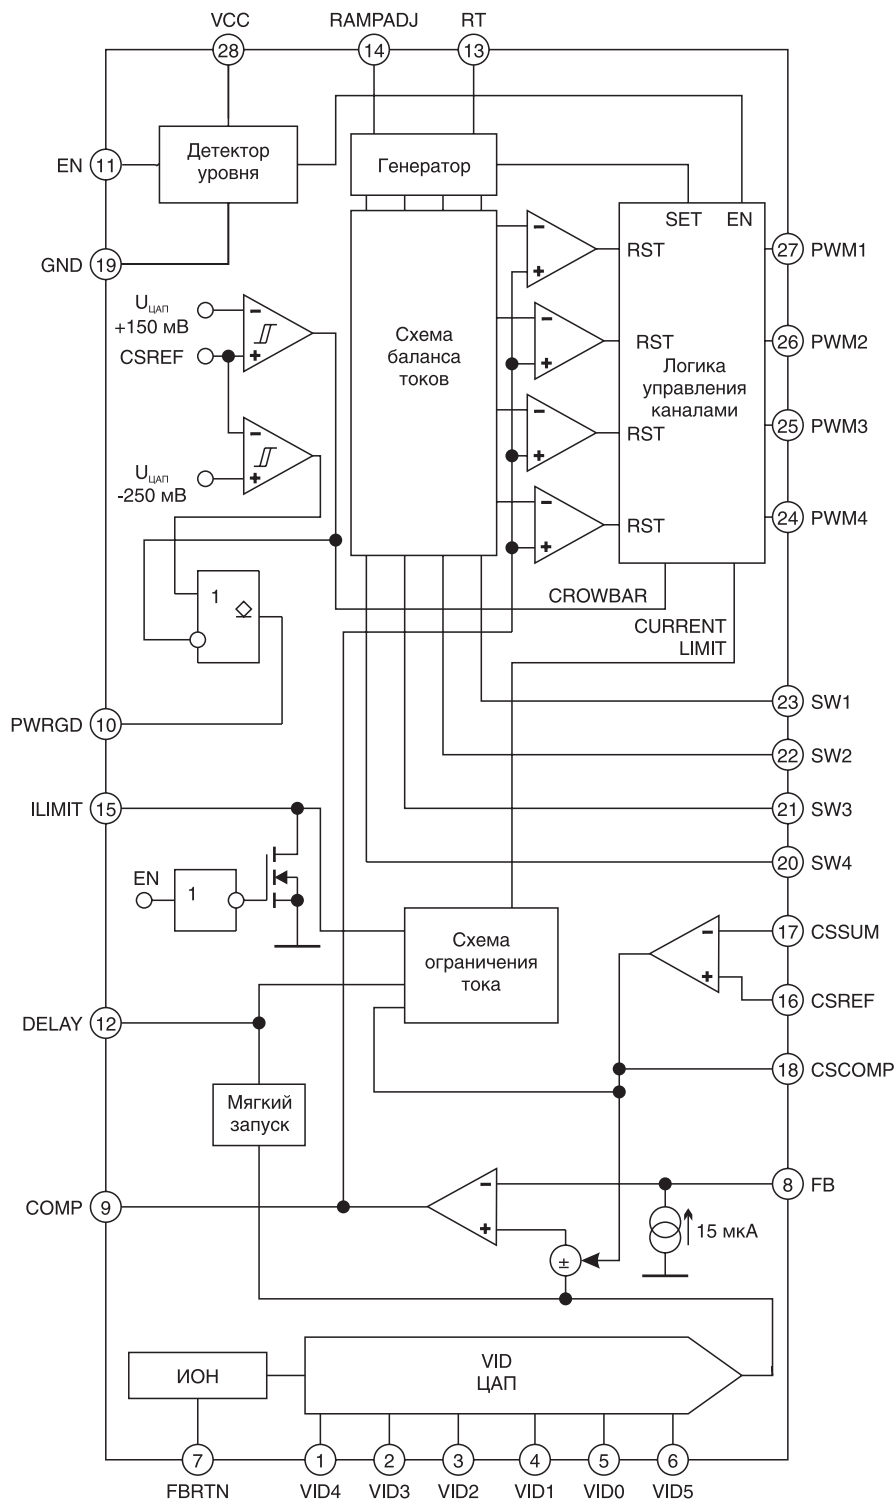 VCC
RAMPADJ
RT
28
14
13
EN
11
Детектор
уровня
Генератор
SET
EN
GND
19
RST
27
PWM1
UЦАП
+150 мВ
CSREF
-
+
Схема
баланса
токов
-
+
-
+
RST
26
PWM2
Логика
управления
каналами
UЦАП
-250 мВ
-
+
-
+
RST
25
PWM3
-
+
RST
24
PWM4
1
CROWBAR
CURRENT
LIMIT
PWRGD
10
23
SW1
22
SW2
ILIMIT
15
21
SW3
20
SW4
EN
1
Схема
ограничения
тока
-
+
17
CSSUM
16
CSREF
DELAY
12
18
CSCOMP
Мягкий
запуск
COMP
9
-
+
8
FB
15 мкА
±
ИОН
VID
ЦАП
7
1
2
3
4
5
6
FBRTN
VID4
VID3
VID2
VID1
VID0
VID5